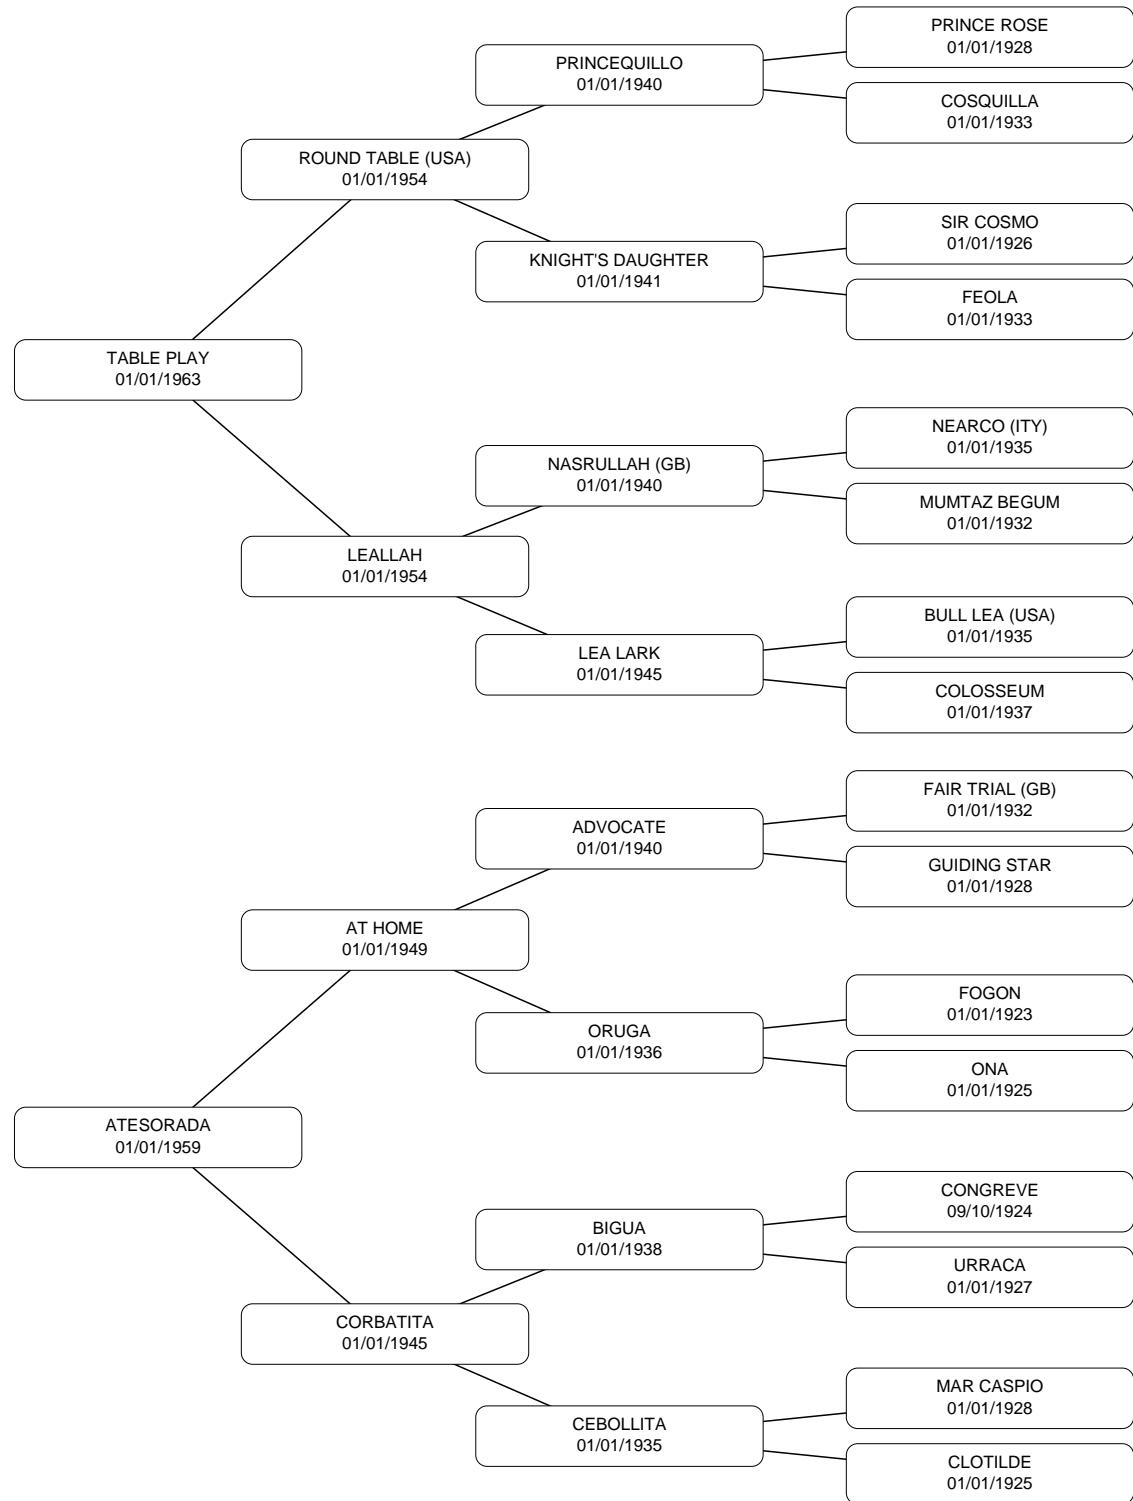 PRINCE ROSE
01/01/1928
PRINCEQUILLO
01/01/1940
COSQUILLA
01/01/1933
ROUND TABLE (USA)
01/01/1954
SIR COSMO
01/01/1926
KNIGHT'S DAUGHTER
01/01/1941
FEOLA
01/01/1933
TABLE PLAY
01/01/1963
NEARCO (ITY)
01/01/1935
NASRULLAH (GB)
01/01/1940
MUMTAZ BEGUM
01/01/1932
LEALLAH
01/01/1954
BULL LEA (USA)
01/01/1935
LEA LARK
01/01/1945
COLOSSEUM
01/01/1937
FAIR TRIAL (GB)
01/01/1932
ADVOCATE
01/01/1940
GUIDING STAR
01/01/1928
AT HOME
01/01/1949
FOGON
01/01/1923
ORUGA
01/01/1936
ONA
01/01/1925
ATESORADA
01/01/1959
CONGREVE
09/10/1924
BIGUA
01/01/1938
URRACA
01/01/1927
CORBATITA
01/01/1945
MAR CASPIO
01/01/1928
CEBOLLITA
01/01/1935
CLOTILDE
01/01/1925